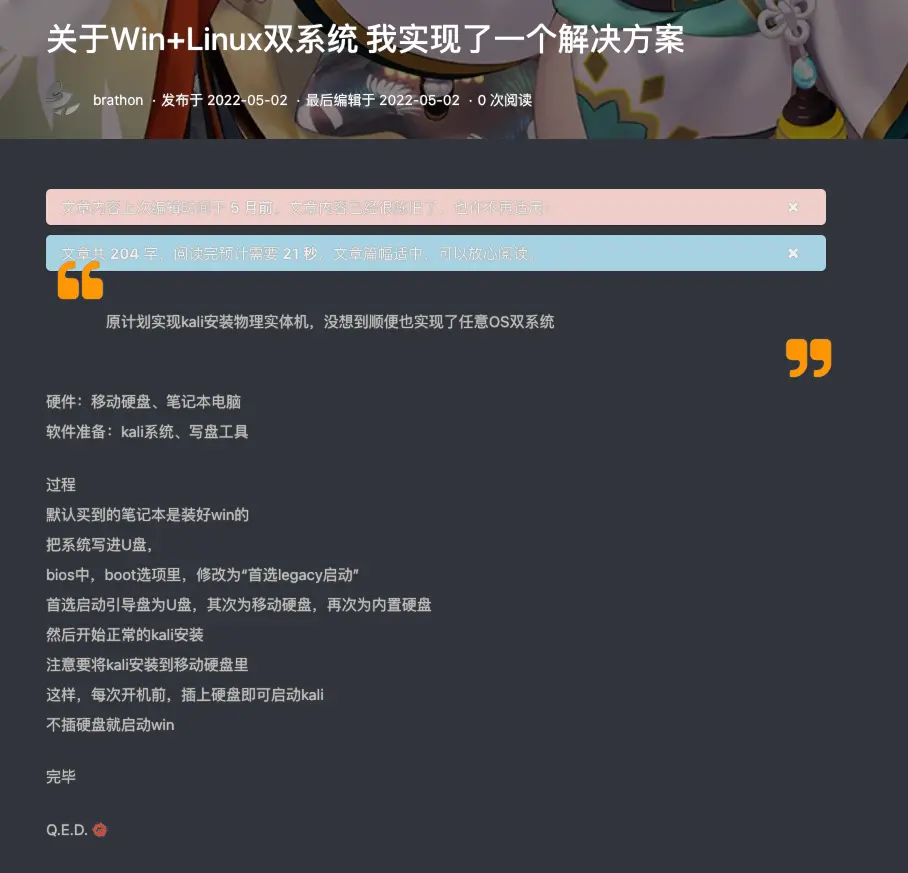 关于Win+Linux双系统 我实现了一个解决方案
brathon · 发布于 2022-05-02 · 最后编辑于 2022-05-02 · 0 次阅读
文章内容上次编辑时间于 5 月前，文章内容已经很陈旧了，也许不再适用！ ×
文章共 204 字，阅读完预计需要 21 秒，文章篇幅适中，可以放心阅读。 ×
“
原计划实现kali安装物理实体机，没想到顺便也实现了任意OS双系统
”
硬件：移动硬盘、笔记本电脑
软件准备：kali系统、写盘工具
过程
默认买到的笔记本是装好win的
把系统写进U盘，
bios中，boot选项里，修改为“首选legacy启动”
首选启动引导盘为U盘，其次为移动硬盘，再次为内置硬盘
然后开始正常的kali安装
注意要将kali安装到移动硬盘里
这样，每次开机前，插上硬盘即可启动kali
不插硬盘就启动win
完毕
Q.E.D.